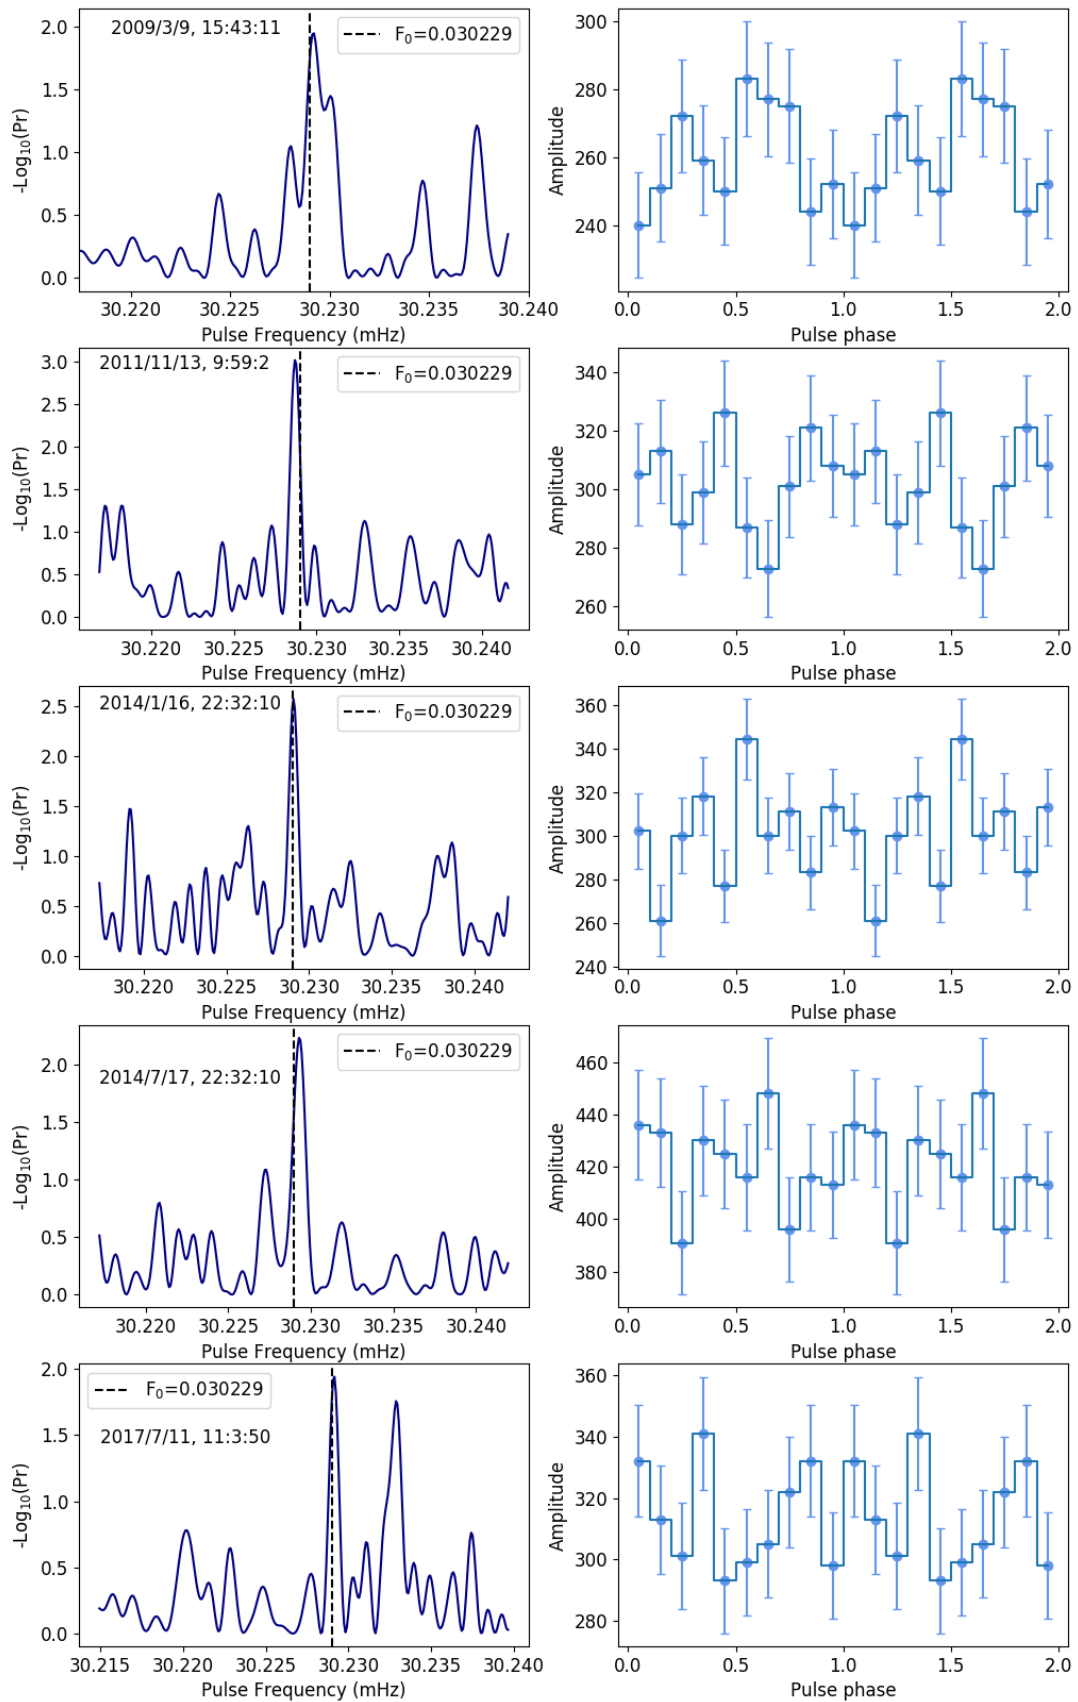 2009/3/9, 15:43:11
F0=0.030229
-Log10(Pr)
2.0
1.5
1.0
0.5
0.0
30.220 30.225 30.230 30.235 30.240
Pulse Frequency (mHz)
Amplitude
300
280
260
240
0.0 0.5 1.0 1.5 2.0
Pulse phase
2011/11/13, 9:59:2
F0=0.030229
-Log10(Pr)
3.0
2.5
2.0
1.5
1.0
0.5
0.0
30.220 30.225 30.230 30.235 30.240
Pulse Frequency (mHz)
Amplitude
340
320
300
280
260
0.0 0.5 1.0 1.5 2.0
Pulse phase
2014/1/16, 22:32:10
F0=0.030229
-Log10(Pr)
2.5
2.0
1.5
1.0
0.5
0.0
30.220 30.225 30.230 30.235 30.240
Pulse Frequency (mHz)
Amplitude
360
340
320
300
280
260
240
0.0 0.5 1.0 1.5 2.0
Pulse phase
2014/7/17, 22:32:10
F0=0.030229
-Log10(Pr)
2.0
1.5
1.0
0.5
0.0
30.220 30.225 30.230 30.235 30.240
Pulse Frequency (mHz)
Amplitude
460
440
420
400
380
0.0 0.5 1.0 1.5 2.0
Pulse phase
F0=0.030229
2017/7/11, 11:3:50
-Log10(Pr)
2.0
1.5
1.0
0.5
0.0
30.215 30.220 30.225 30.230 30.235 30.240
Pulse Frequency (mHz)
Amplitude
360
340
320
300
280
0.0 0.5 1.0 1.5 2.0
Pulse phase